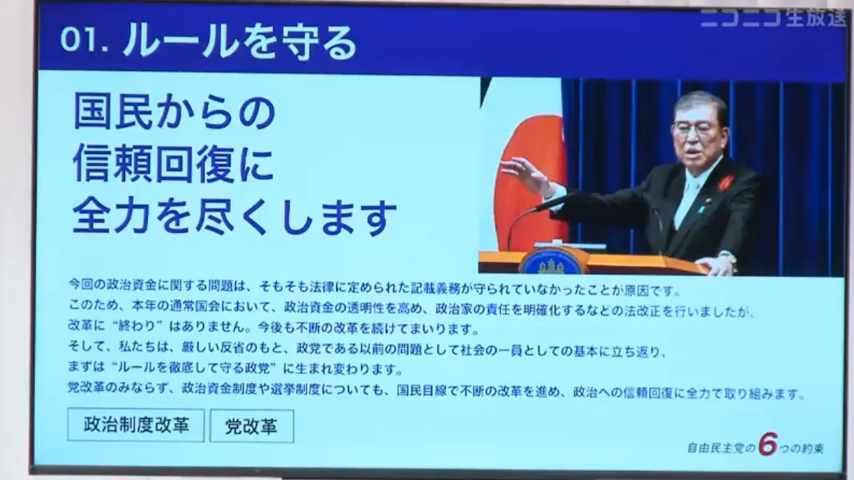 ニコニコ生放送
01. ルールを守る
国民からの
信頼回復に
全力を尽くします
今回の政治資金に関する問題は、そもそも法律に定められた記載義務が守られていなかったことが原因です。
このため、本年の通常国会において、政治資金の透明性を高め、政治家の責任を明確化するなどの法改正を行いましたが、
改革に“終わり”はありません。今後も不断の改革を続けてまいります。
そして、私たちは、厳しい反省のもと、政党である以前の問題として社会の一員としての基本に立ち返り、
まずは“ルールを徹底して守る政党”に生まれ変わります。
党改革のみならず、政治資金制度や選挙制度についても、国民目線で不断の改革を進め、政治への信頼回復に全力で取り組みます。
政治制度改革
党改革
自由民主党の6つの約束